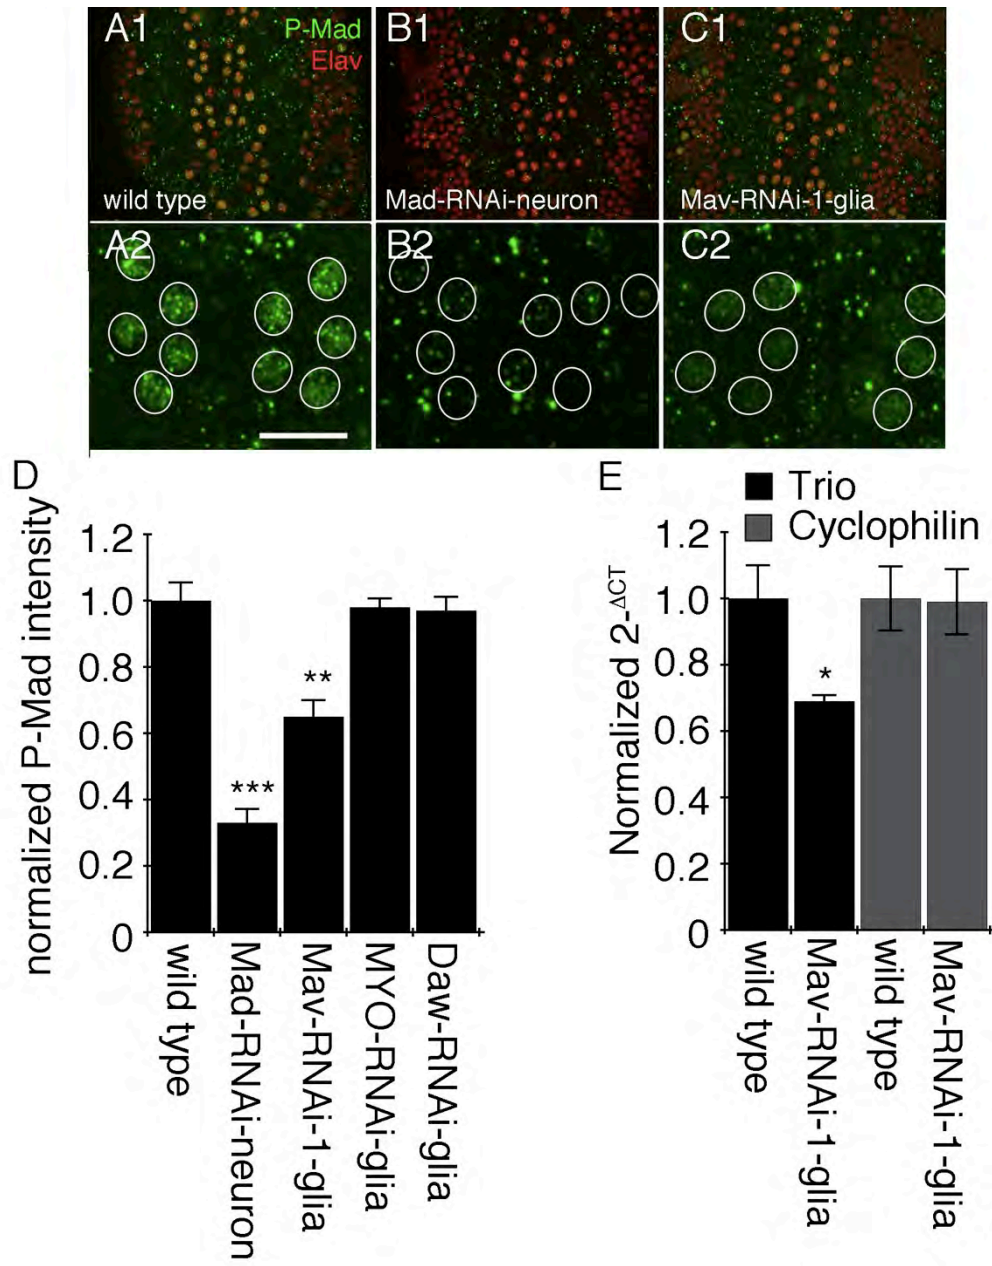 A1
P-Mad
Elav
wild type
B1
Mad-RNAi-neuron
C1
Mav-RNAi-1-glia
A2
B2
C2
D
normalized P-Mad intensity
1.2
1.0
0.8
0.6
0.4
0.2
0
**
***
wild type
Mad-RNAi-neuron
Mav-RNAi-1-glia
MYO-RNAi-glia
Daw-RNAi-glia
E
Trio
Cyclophilin
Normalized 2-ΔCT
1.2
1.0
0.8
0.6
0.4
0.2
0
*
wild type
Mav-RNAi-1-glia
wild type
Mav-RNAi-1-glia